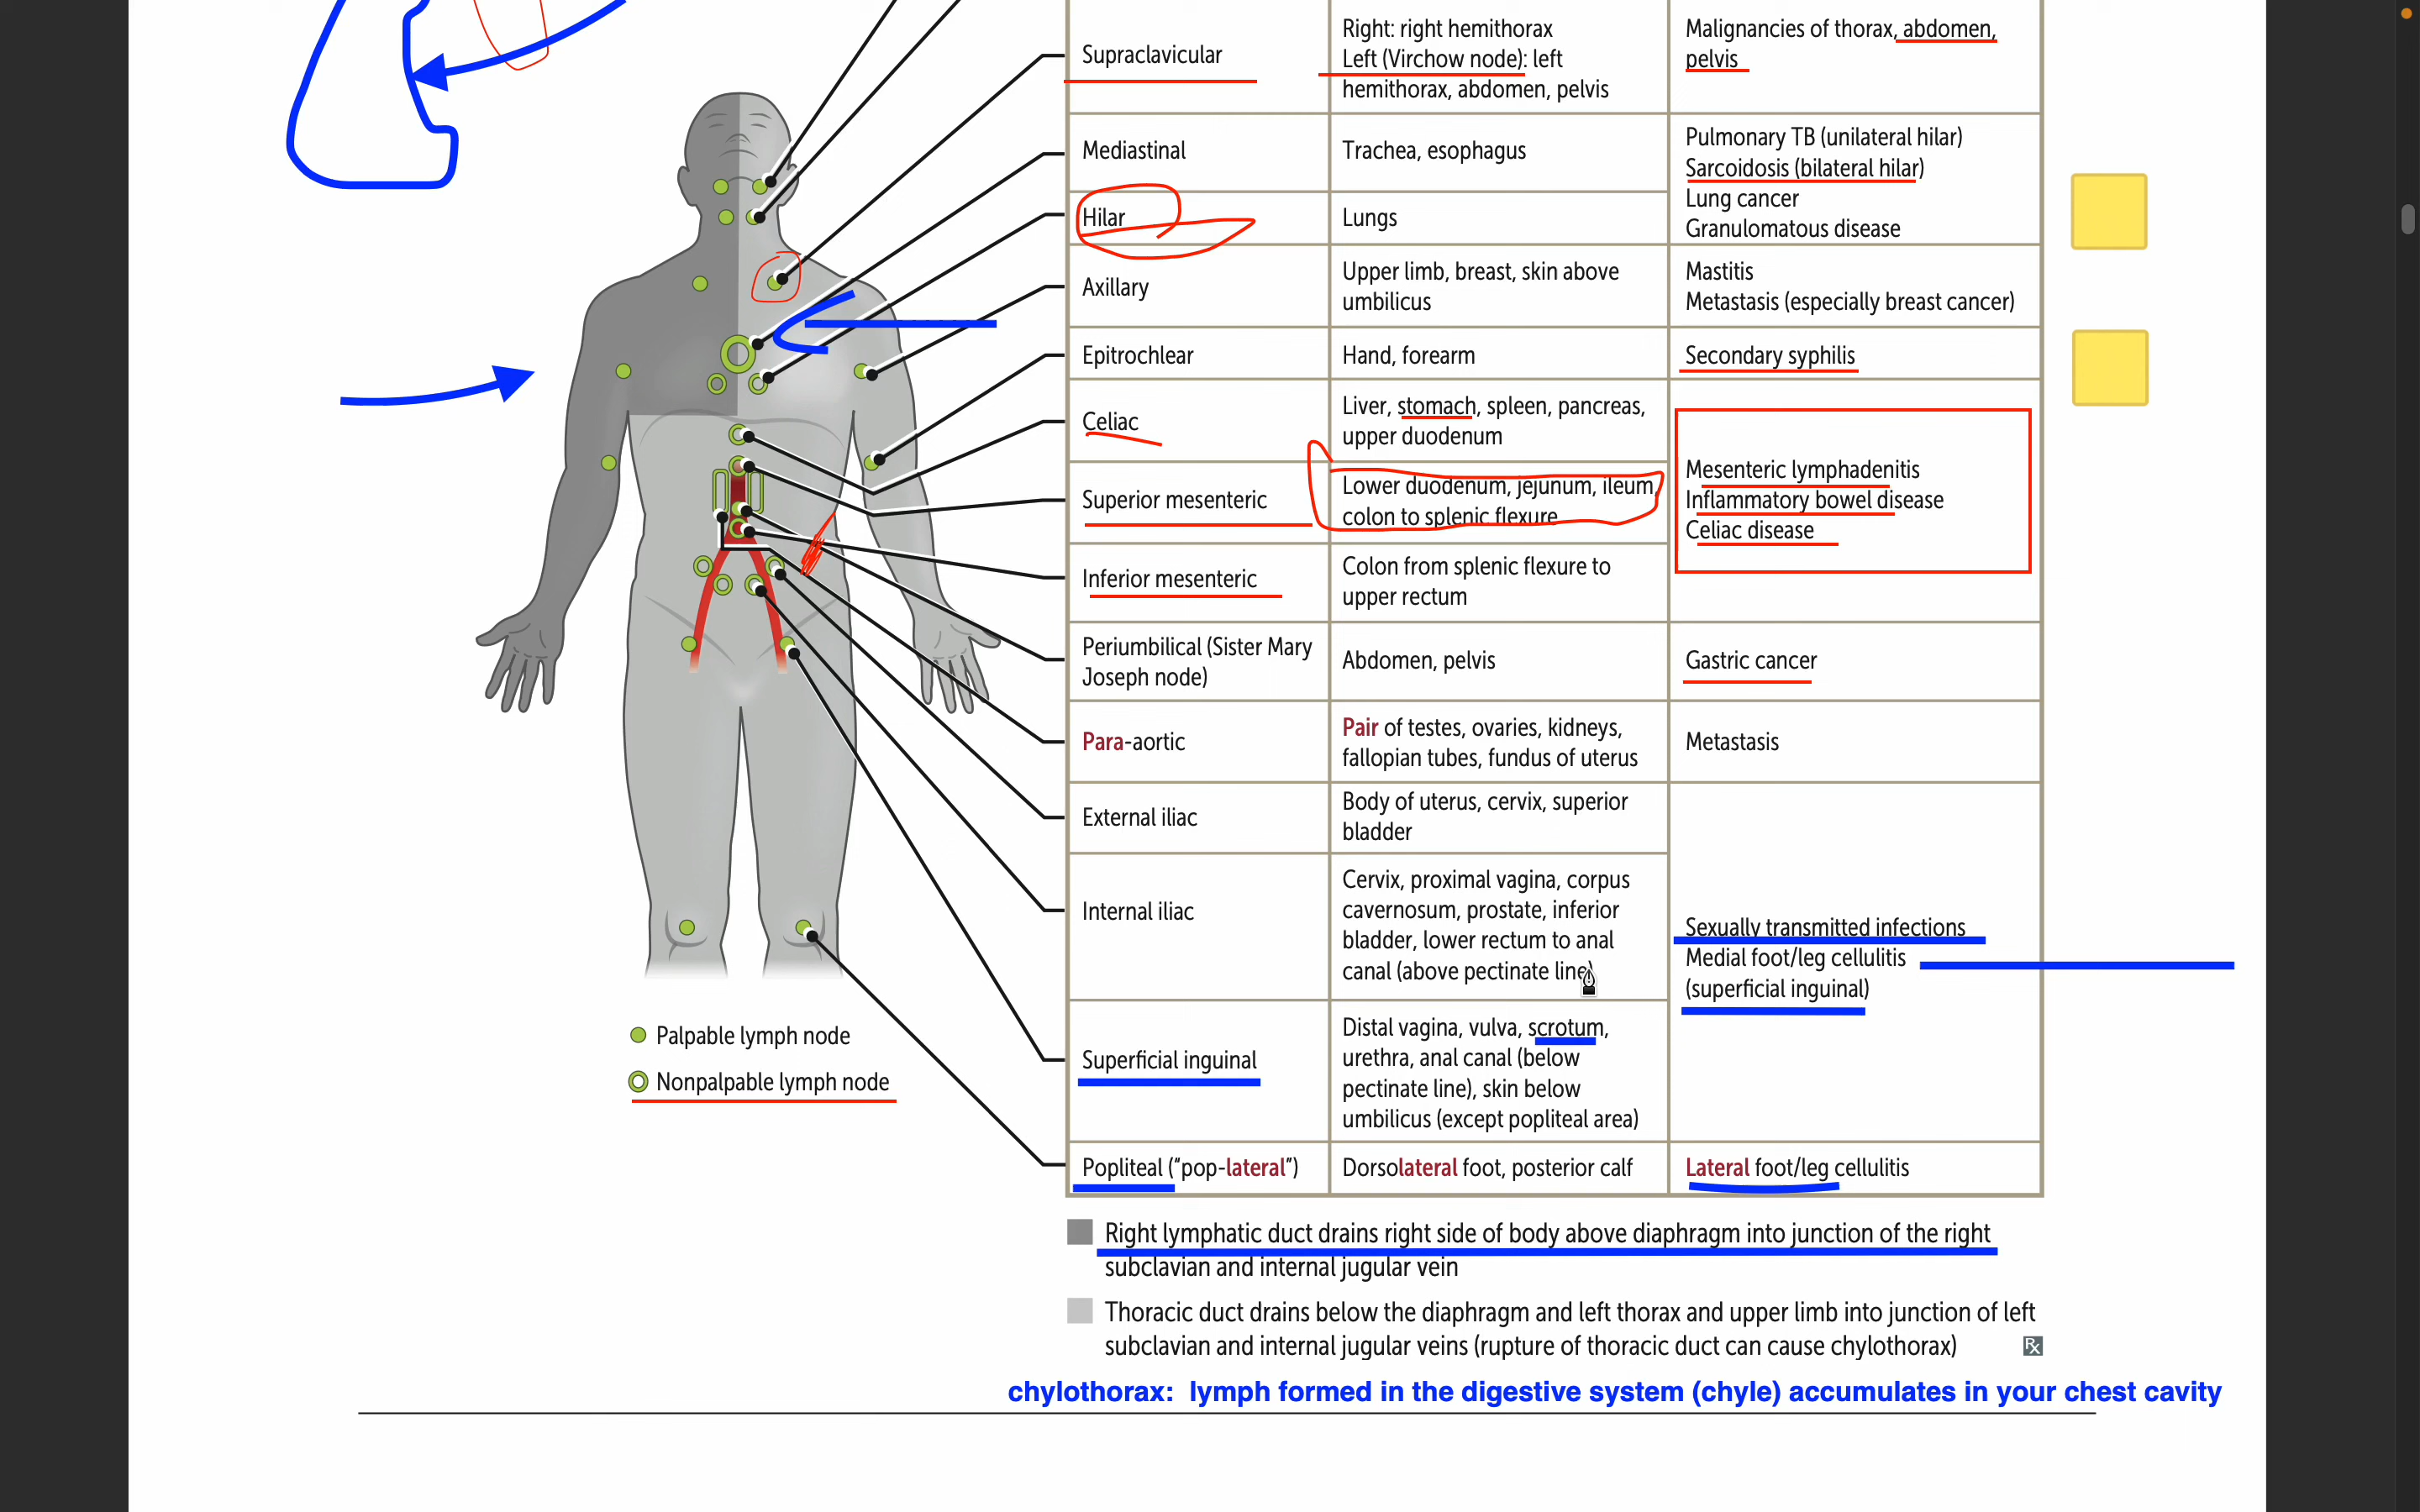 Supraclavicular
Right: right hemithorax
Left (Virchow node): left
hemithorax, abdomen, pelvis
Malignancies of thorax, abdomen,
pelvis
Mediastinal
Trachea, esophagus
Pulmonary TB (unilateral hilar)
Sarcoidosis (bilateral hilar)
Lung cancer
Granulomatous disease
Hilar
Lungs
Axillary
Upper limb, breast, skin above
umbilicus
Mastitis
Metastasis (especially breast cancer)
Epitrochlear
Hand, forearm
Secondary syphilis
Celiac
Liver, stomach, spleen, pancreas,
upper duodenum
Mesenteric lymphadenitis
Inflammatory bowel disease
Celiac disease
Superior mesenteric
Lower duodenum, jejunum, ileum,
colon to splenic flexure
Inferior mesenteric
Colon from splenic flexure to
upper rectum
Periumbilical (Sister Mary
Joseph node)
Abdomen, pelvis
Gastric cancer
Para-aortic
Pair of testes, ovaries, kidneys,
fallopian tubes, fundus of uterus
Metastasis
External iliac
Body of uterus, cervix, superior
bladder
Internal iliac
Cervix, proximal vagina, corpus
cavernosum, prostate, inferior
bladder, lower rectum to anal
canal (above pectinate line)
Sexually transmitted infections
Medial foot/leg cellulitis
(superficial inguinal)
Superficial inguinal
Distal vagina, vulva, scrotum,
urethra, anal canal (below
pectinate line), skin below
umbilicus (except popliteal area)
Popliteal (“pop-lateral”)
Dorsolateral foot, posterior calf
Lateral foot/leg cellulitis
Palpable lymph node
Nonpalpable lymph node
Right lymphatic duct drains right side of body above diaphragm into junction of the right
subclavian and internal jugular vein
Thoracic duct drains below the diaphragm and left thorax and upper limb into junction of left
subclavian and internal jugular veins (rupture of thoracic duct can cause chylothorax)
Rx
chylothorax: lymph formed in the digestive system (chyle) accumulates in your chest cavity